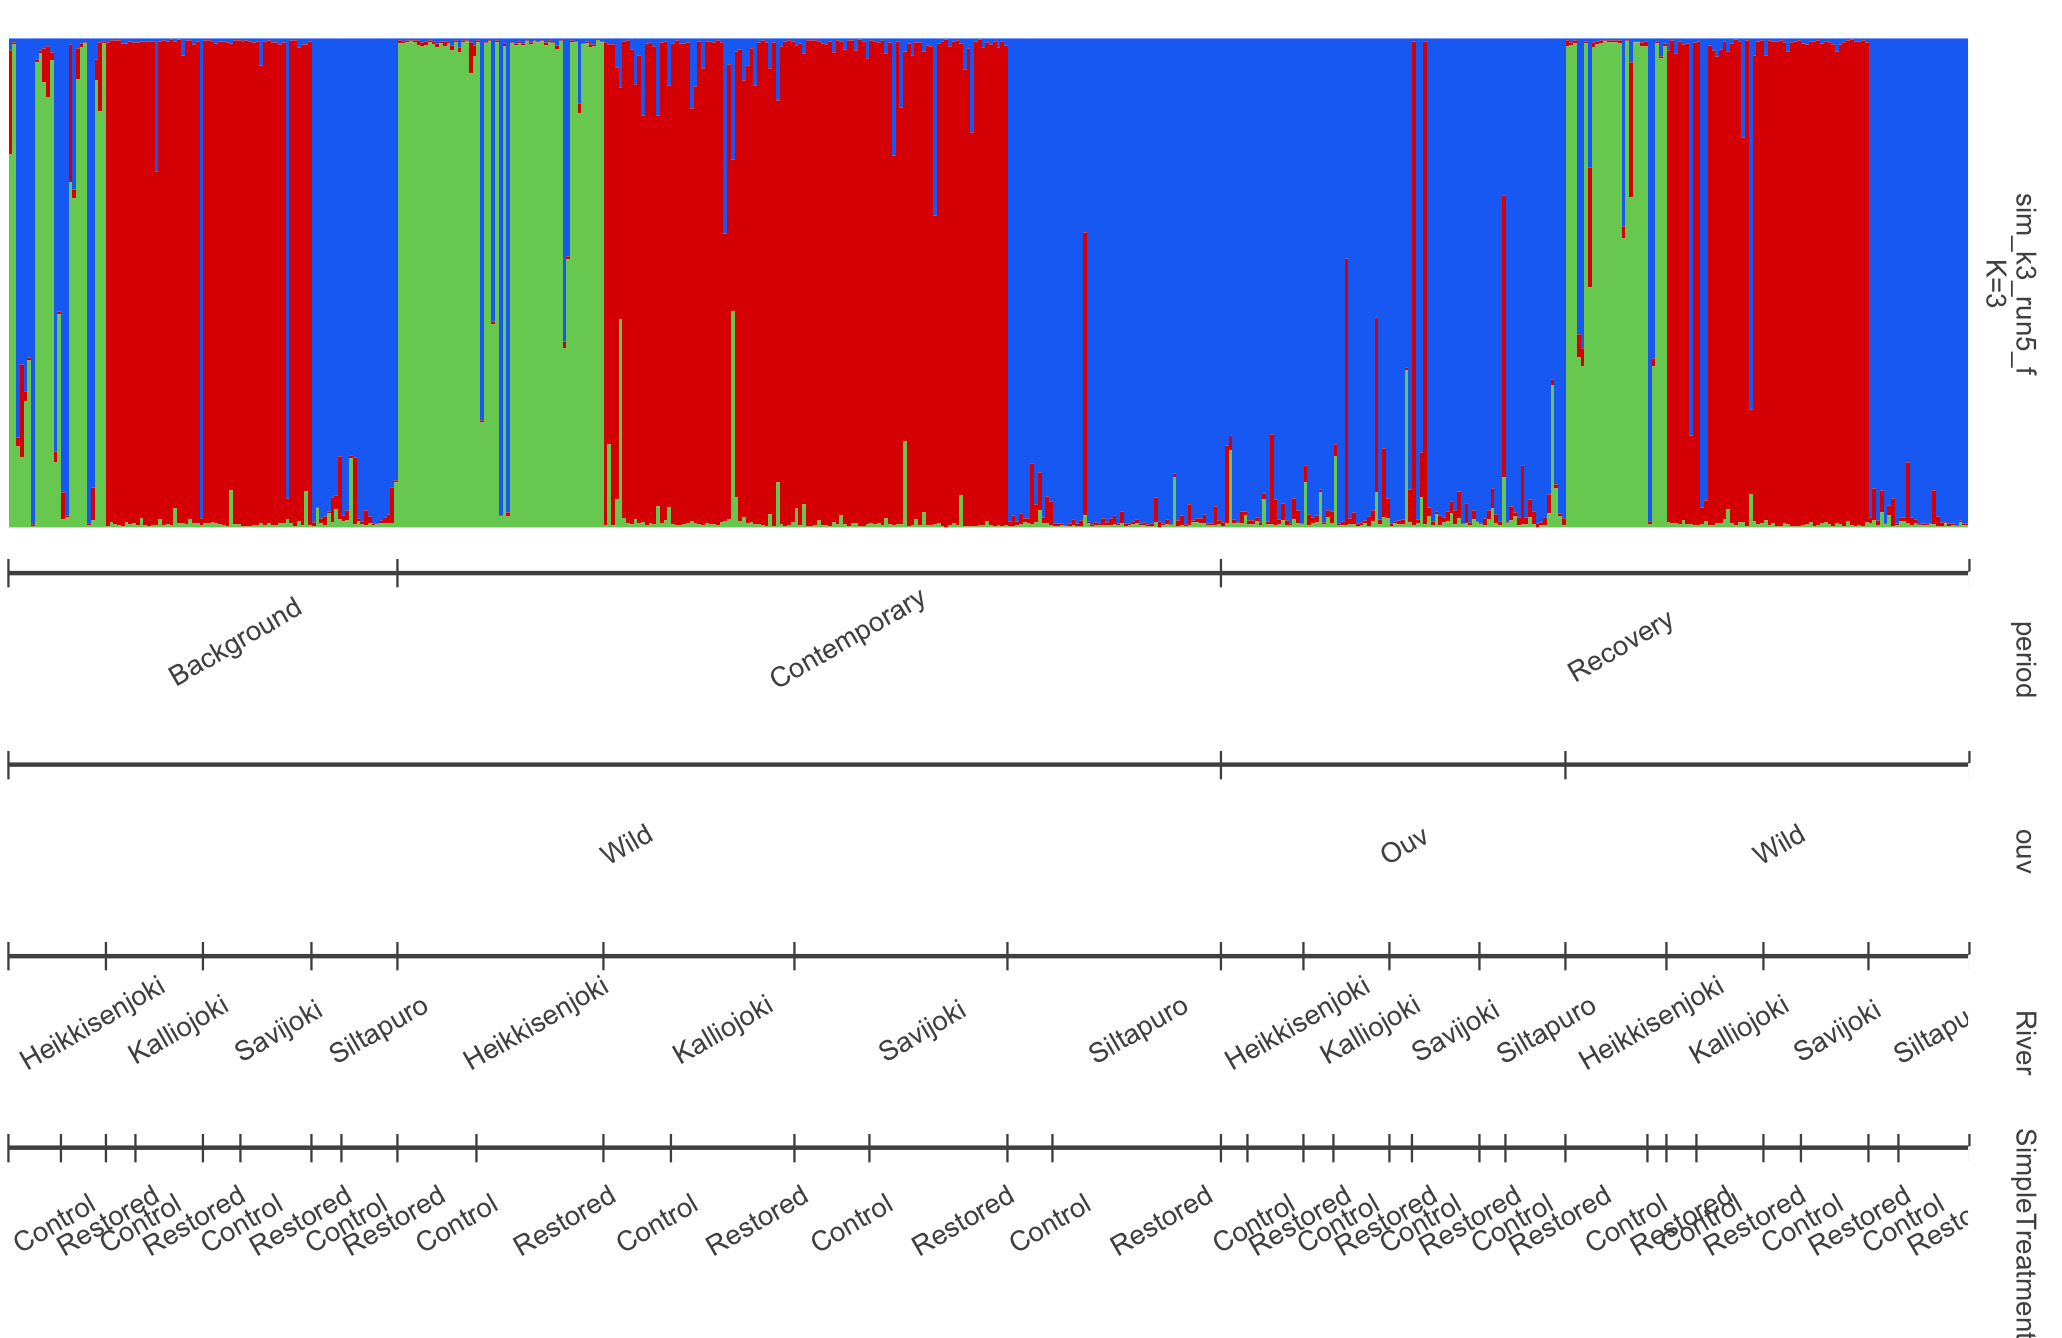 sim_k3_run5_f
K=3
Background Contemporary Recovery
period
Wild Ouv Wild
ouv
Heikkisenjoki Kalliojoki Savijoki Siltapuro Heikkisenjoki Kalliojoki Savijoki Siltapuro Heikkisenjoki Kalliojoki Savijoki Siltapuro Heikkisenjoki Kalliojoki Savijoki Siltapu
River
Control Restored Control Restored Control Restored Control Restored Control Restored Control Restored Control Restored Control Restored Control Restored Control Restored Control Restored Control Restored Control Restored Control Restored Control Restored Control Resto
SimpleTreatment